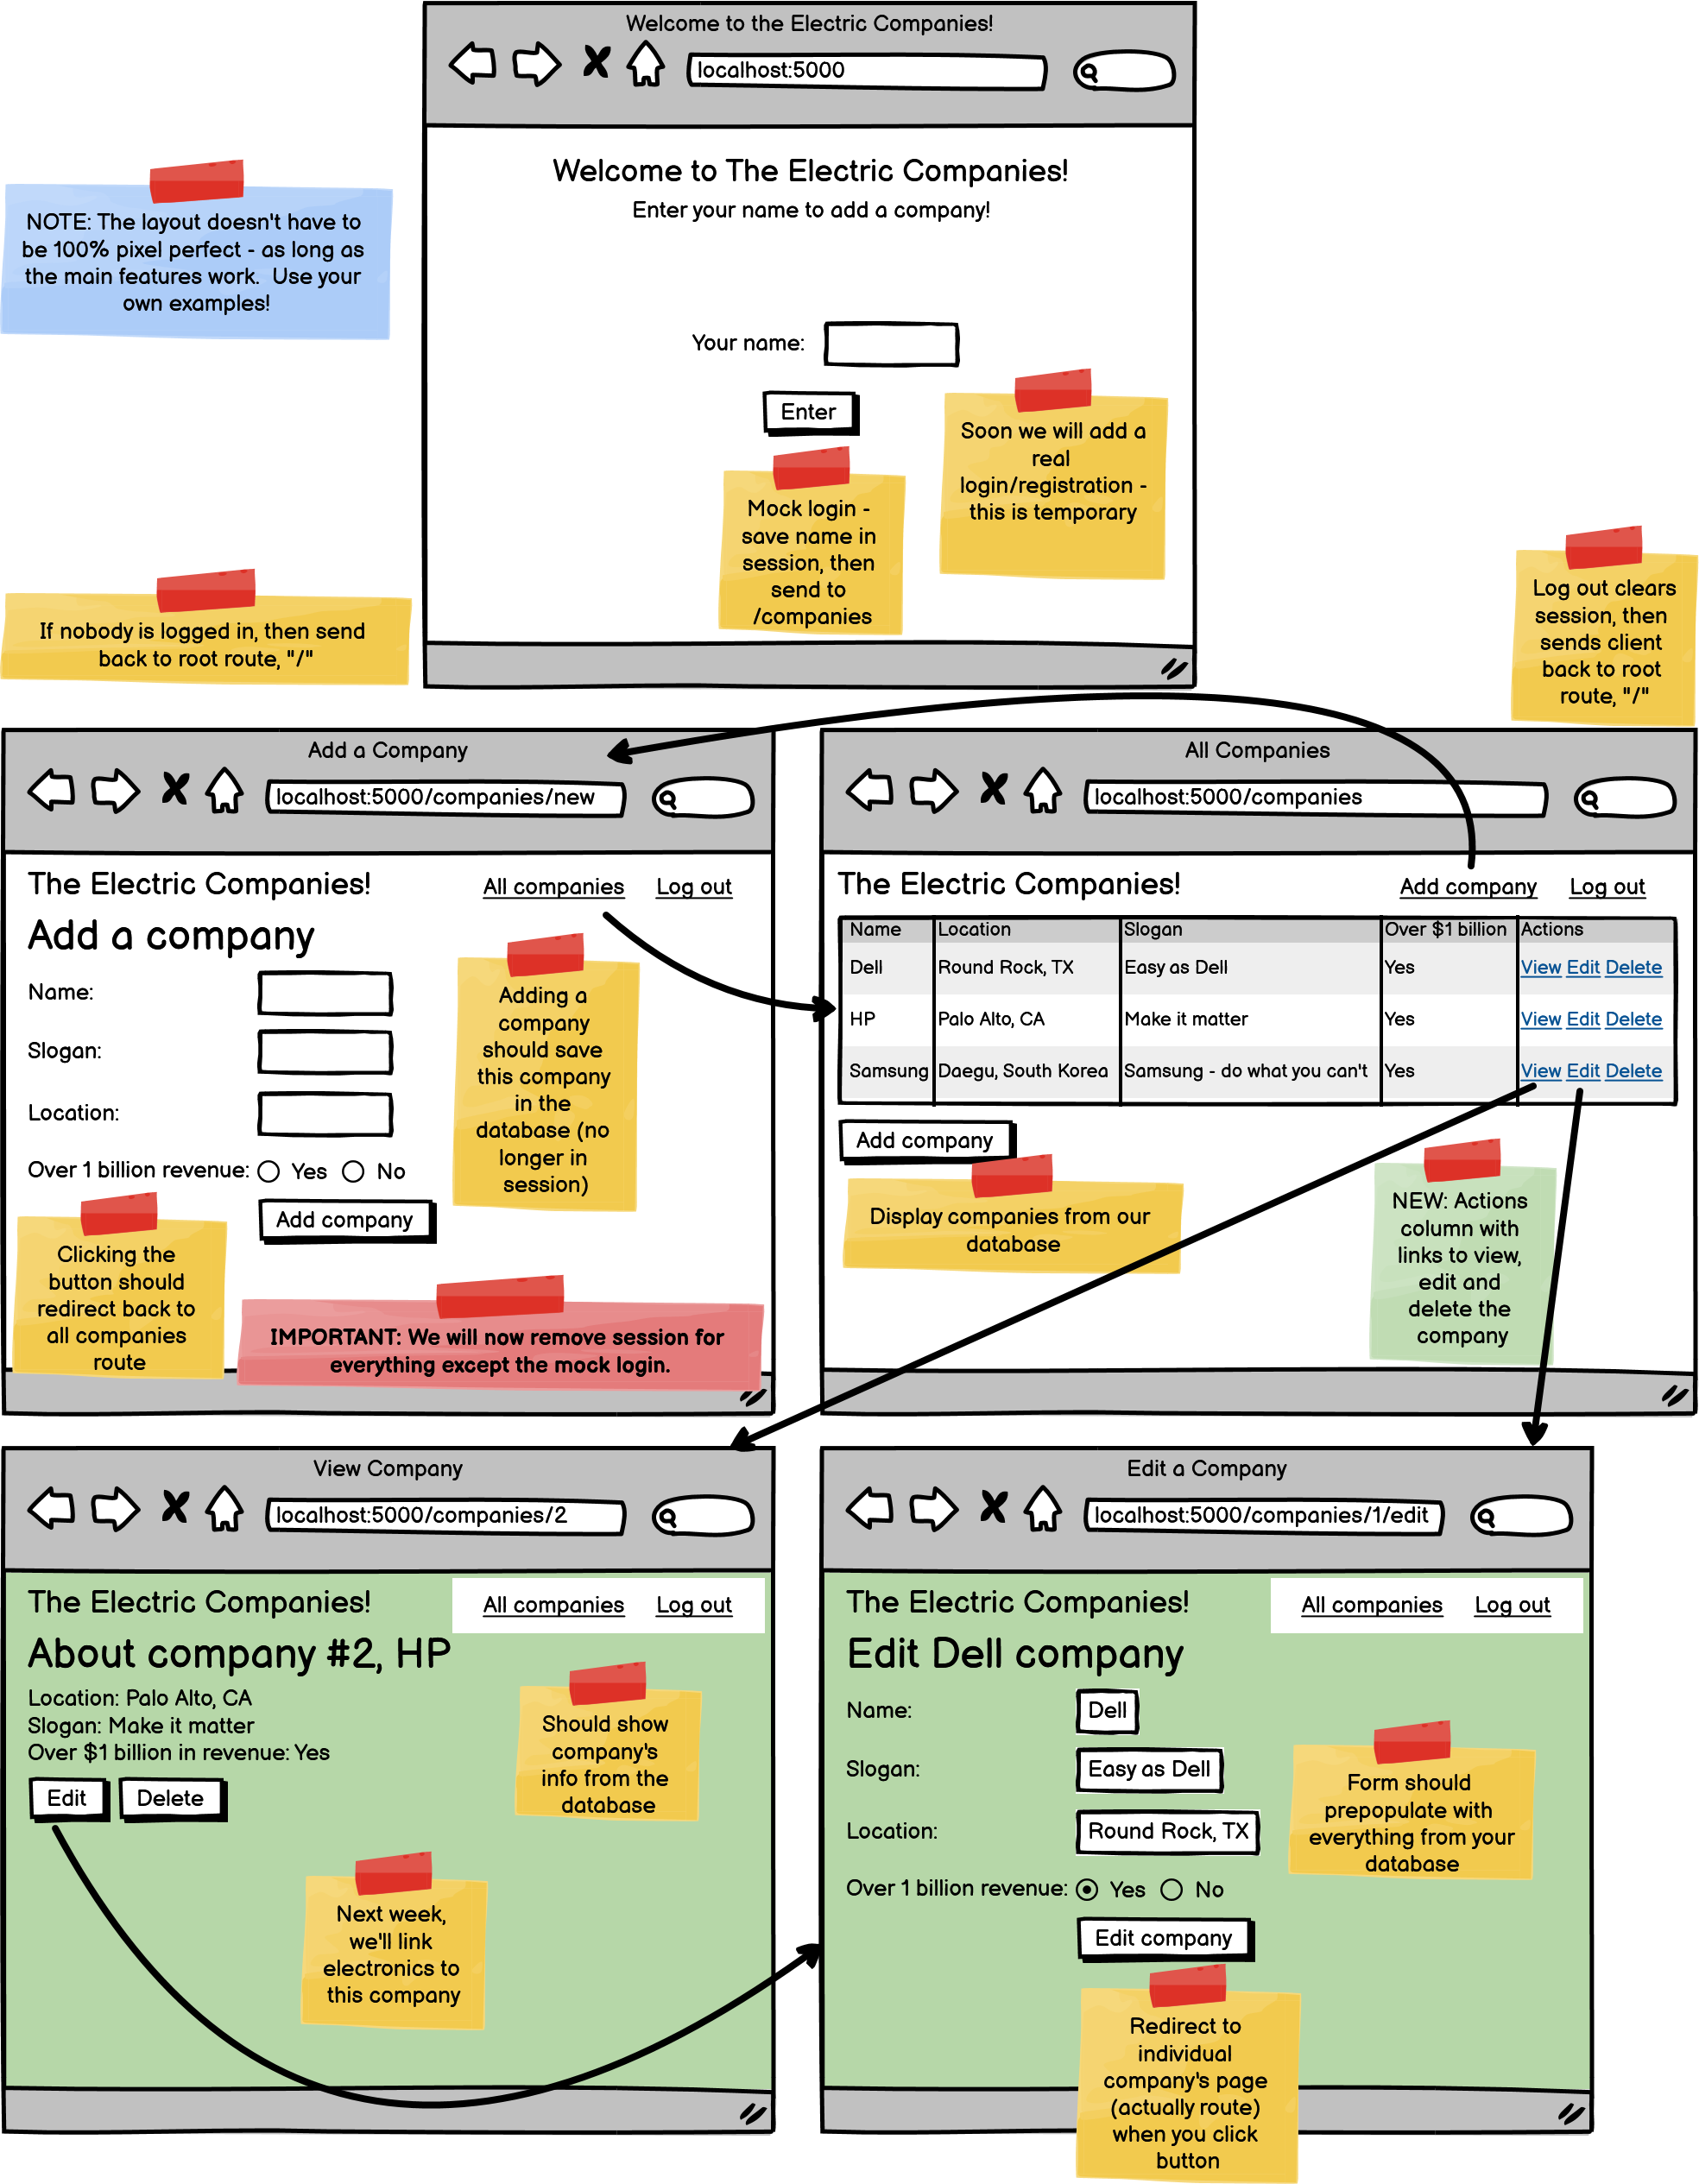 Welcome to the Electric Companies!
localhost:5000
Welcome to The Electric Companies!
Enter your name to add a company!
Your name:
Enter
Mock login -
save name in
session, then
send to
/companies
Soon we will add a
real
login/registration -
this is temporary
NOTE: The layout doesn't have to
be 100% pixel perfect - as long as
the main features work. Use your
own examples!
If nobody is logged in, then send
back to root route, "/"
Log out clears
session, then
sends client
back to root
route, "/"
Add a Company
localhost:5000/companies/new
The Electric Companies!
All companies Log out
Add a company
Name:
Slogan:
Location:
Over 1 billion revenue: Yes No
Add company
Adding a
company
should save
this company
in the
database (no
longer in
session)
Clicking the
button should
redirect back to
all companies
route
IMPORTANT: We will now remove session for
everything except the mock login.
All Companies
localhost:5000/companies
The Electric Companies!
Add company Log out
Name Location Slogan Over $1 billion Actions
Dell Round Rock, TX Easy as Dell Yes View Edit Delete
HP Palo Alto, CA Make it matter Yes View Edit Delete
Samsung Daegu, South Korea Samsung - do what you can't Yes View Edit Delete
Add company
Display companies from our
database
NEW: Actions
column with
links to view,
edit and
delete the
company
View Company
localhost:5000/companies/2
The Electric Companies!
All companies Log out
About company #2, HP
Location: Palo Alto, CA
Slogan: Make it matter
Over $1 billion in revenue: Yes
Edit Delete
Should show
company's
info from the
database
Next week,
we'll link
electronics to
this company
Edit a Company
localhost:5000/companies/1/edit
The Electric Companies!
All companies Log out
Edit Dell company
Name: Dell
Slogan: Easy as Dell
Location: Round Rock, TX
Over 1 billion revenue: Yes No
Edit company
Form should
prepopulate with
everything from your
database
Redirect to
individual
company's page
(actually route)
when you click
button